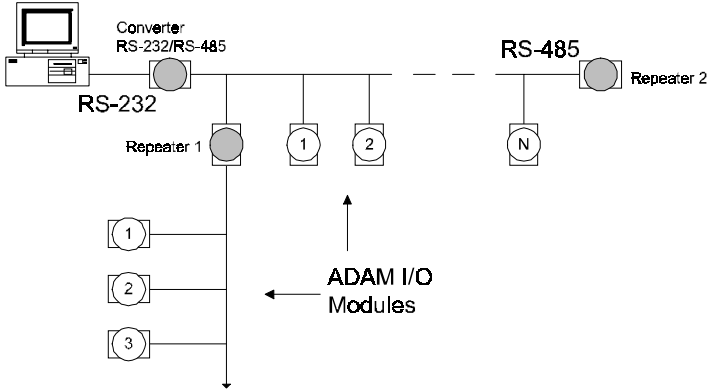 Converter
RS-232/RS-485
RS-485
RS-232
Repeater 2
Repeater 1
1
2
N
1
2
3
ADAM I/O
Modules